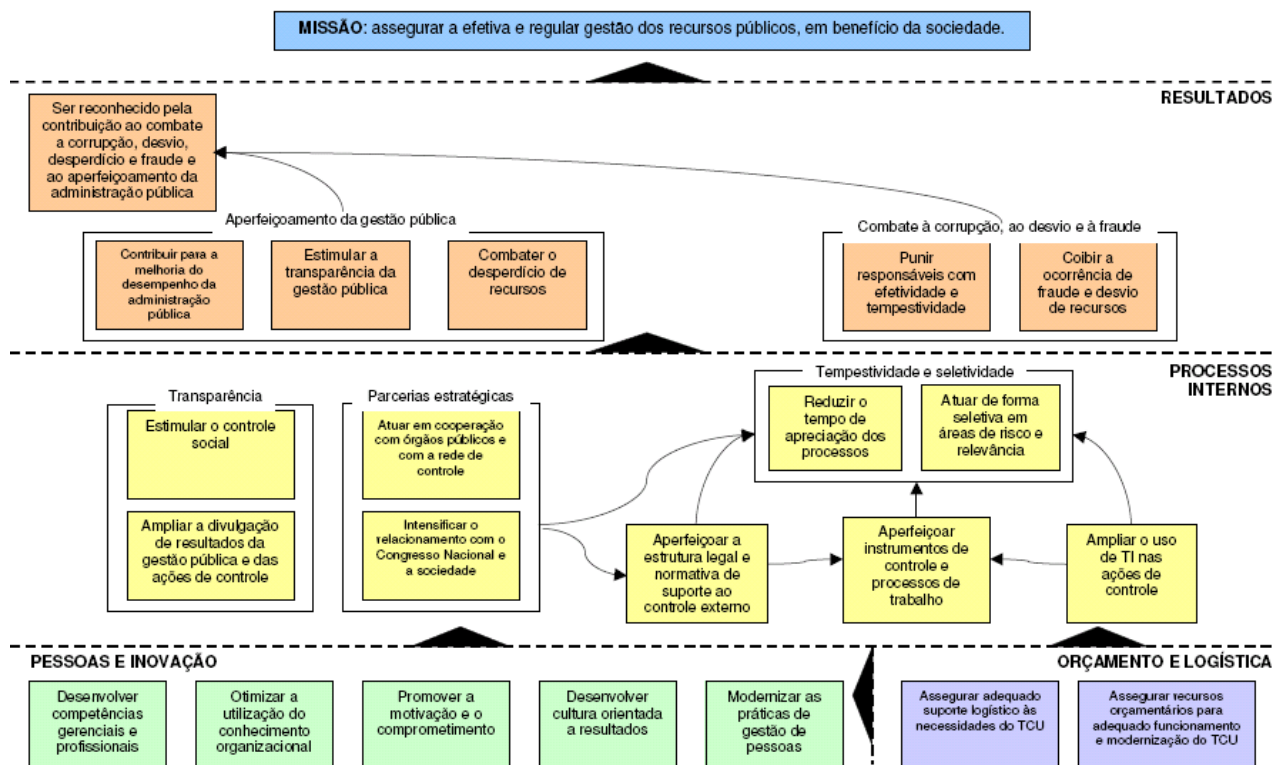 MISSÃO: assegurar a efetiva e regular gestão dos recursos públicos, em benefício da sociedade.
RESULTADOS
Ser reconhecido pela
contribuição ao combate
a corrupção, desvio,
desperdício e fraude e
ao aperfeiçoamento da
administração pública
Aperfeiçoamento da gestão pública
Contribuir para a
melhoria do
desempenho da
administração
pública
Estimular a
transparência da
gestão pública
Combater o
desperdício de
recursos
Combate à corrupção, ao desvio e à fraude
Punir
responsáveis com
efetividade e
tempestividade
Coibir a
ocorrência de
fraude e desvio
de recursos
PROCESSOS
INTERNOS
Transparência
Estimular o controle
social
Ampliar a divulgação
de resultados da
gestão pública e das
ações de controle
Parcerias estratégicas
Atuar em cooperação
com órgãos públicos e
com a rede de
controle
Intensificar o
relacionamento com o
Congresso Nacional e
a sociedade
Tempestividade e seletividade
Reduzir o
tempo de
apreciação dos
processos
Atuar de forma
seletiva em
áreas de risco e
relevância
Aperfeiçoar a
estrutura legal e
normativa de
suporte ao
controle externo
Aperfeiçoar
instrumentos de
controle e
processos de
trabalho
Ampliar o uso
de TI nas
ações de
controle
PESSOAS E INOVAÇÃO
Desenvolver
competências
gerenciais e
profissionais
Otimizar a
utilização do
conhecimento
organizacional
Promover a
motivação e o
comprometimento
Desenvolver
cultura orientada
a resultados
Modernizar as
práticas de
gestão de
pessoas
ORÇAMENTO E LOGÍSTICA
Assegurar adequado
suporte logístico às
necessidades do TCU
Assegurar recursos
orçamentários para
adequado funcionamento
e modernização do TCU